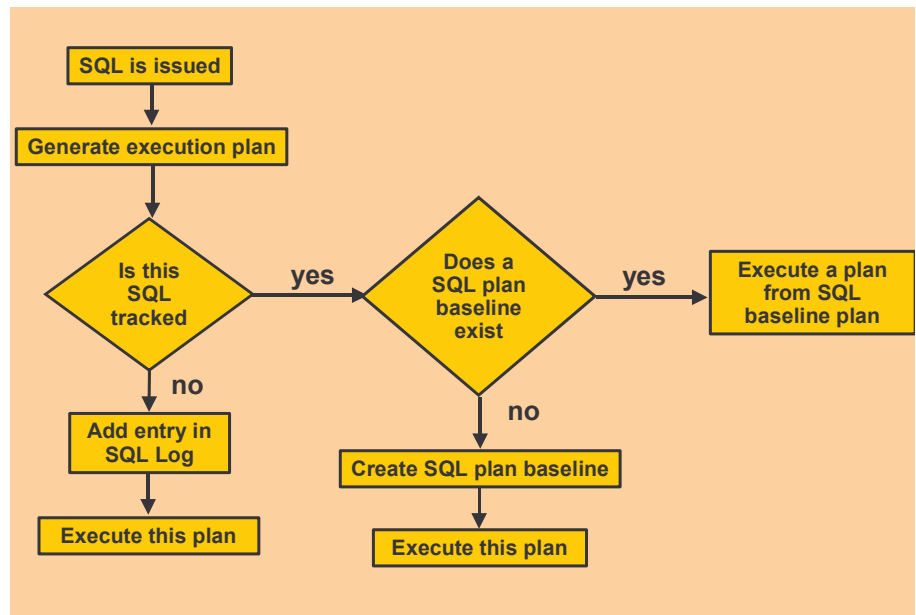 SQL is issued
Generate execution plan
Is this
SQL
tracked
yes
Does a
SQL plan
baseline
exist
yes
Execute a plan
from SQL
baseline plan
no
Add entry in
SQL Log
Execute this plan
no
Create SQL plan baseline
Execute this plan